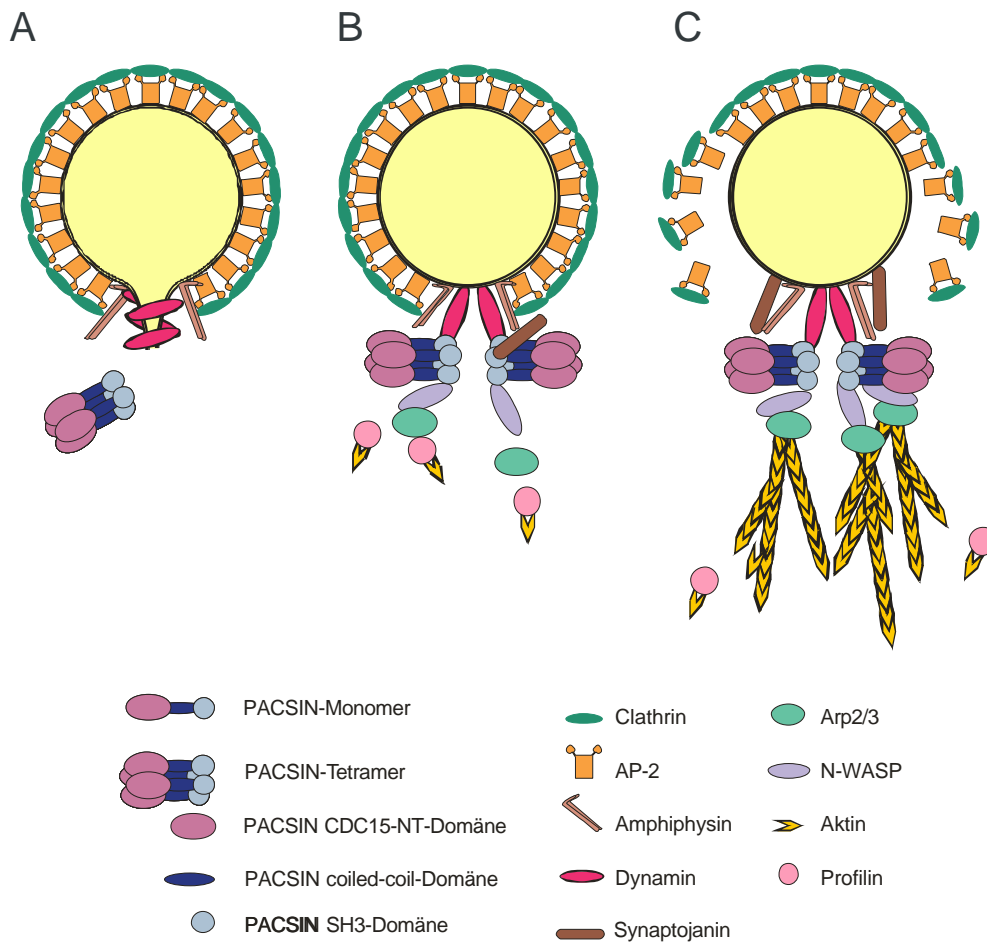 A
B
C
PACSIN-Monomer
PACSIN-Tetramer
PACSIN CDC15-NT-Domäne
PACSIN coiled-coil-Domäne
PACSIN SH3-Domäne
Clathrin
AP-2
Amphiphysin
Dynamin
Synaptojanin
Arp2/3
N-WASP
Aktin
Profilin